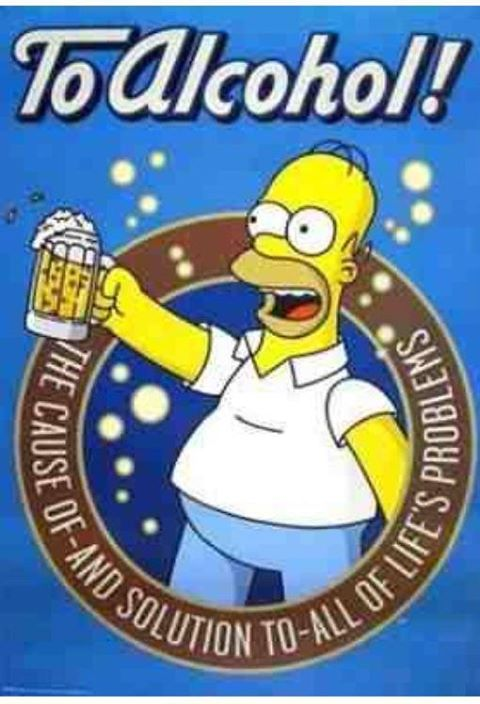 To Alcohol!
THE CAUSE OF-AND SOLUTION TO-ALL OF LIFE'S PROBLEMS